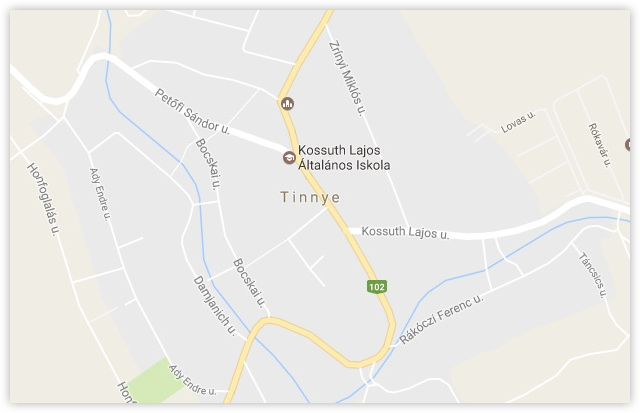 Zrínyi Miklós u.
Petőfi Sándor u.
Lovas u.
Rókavár u.
Kossuth Lajos
Általános Iskola
Bocskai u.
Honfoglalás u.
Ady Endre u.
Tinnye
Kossuth Lajos u.
Bocskai u.
Damjanich u.
102
Táncsics u.
Rákóczi Ferenc u.
Ady Endre u.